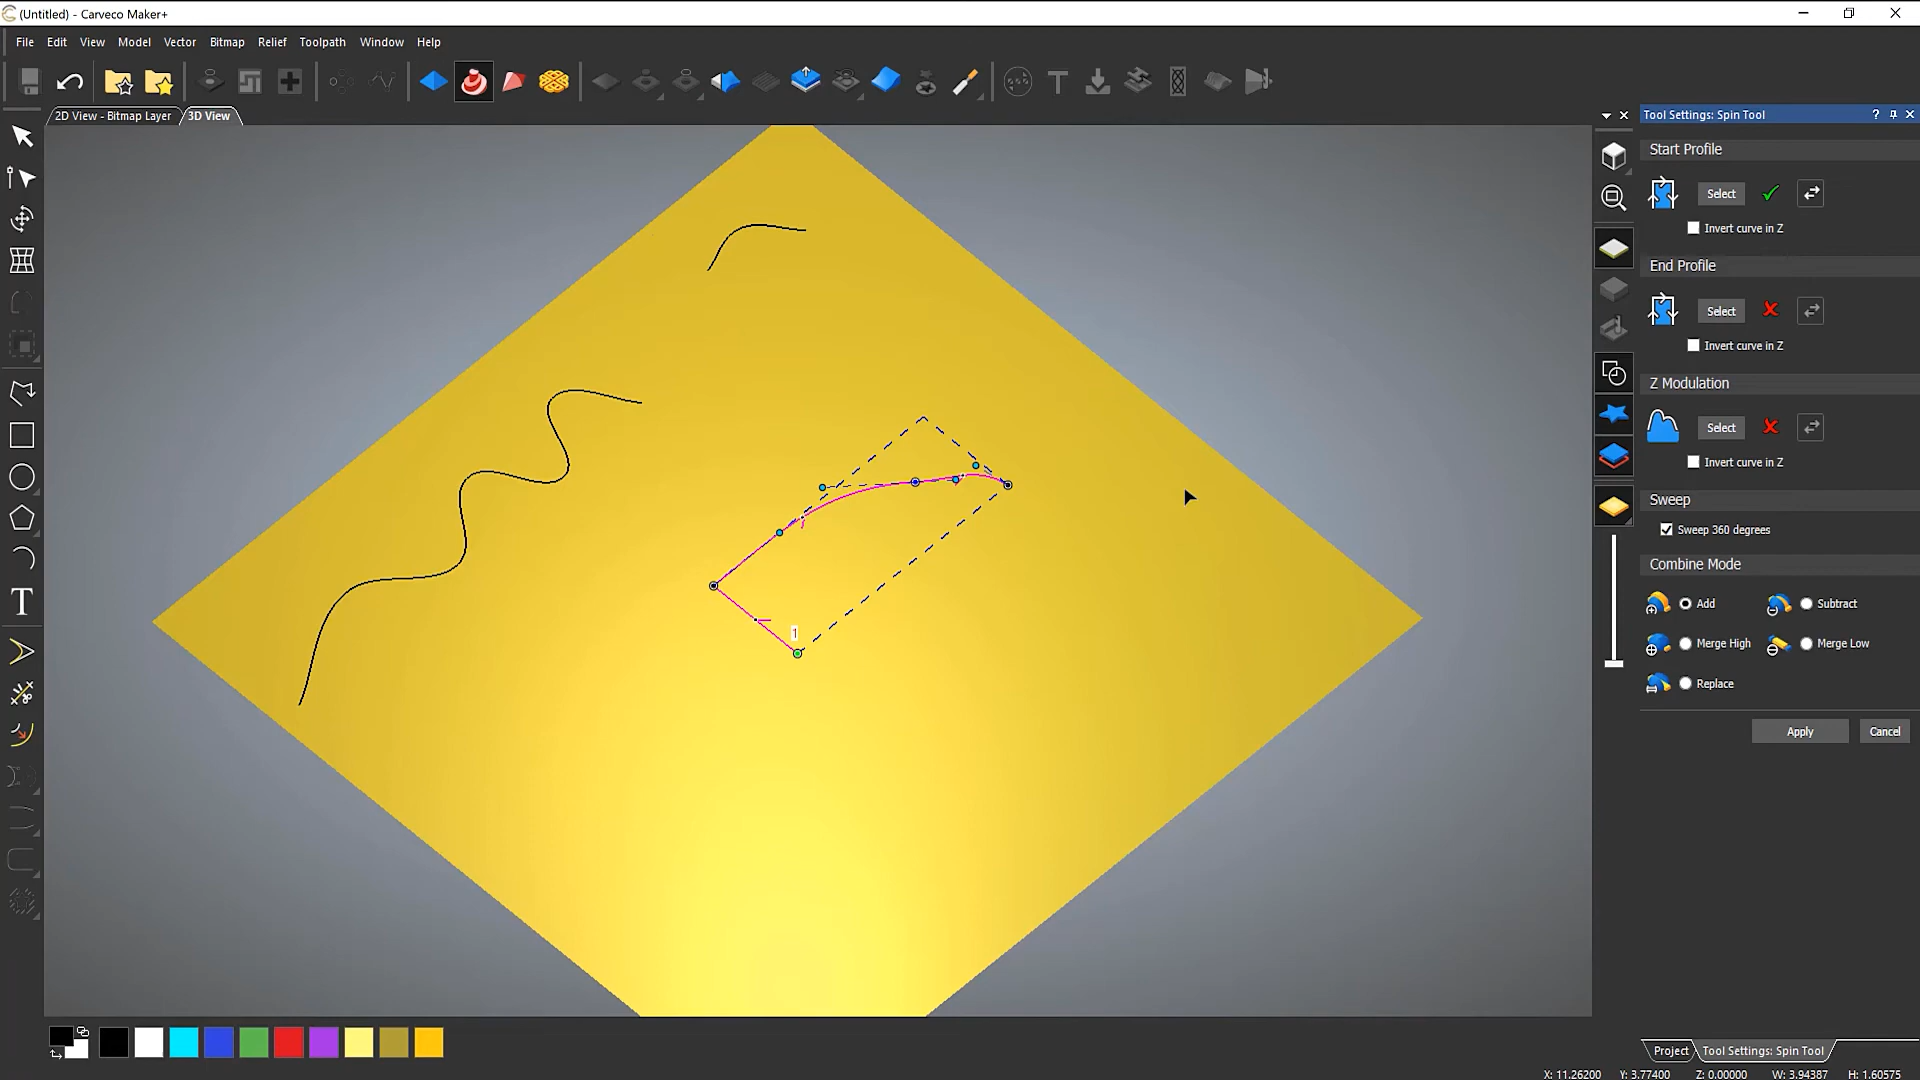 (Untitled) - Carveco Maker+
File Edit View Model Vector Bitmap Relief Toolpath Window Help
2D View - Bitmap Layer 3D View
Tool Settings: Spin Tool
Start Profile
Select
Invert curve in Z
End Profile
Select
Invert curve in Z
Z Modulation
Select
Invert curve in Z
Sweep
Sweep 360 degrees
Combine Mode
Add Subtract
Merge High Merge Low
Replace
Apply Cancel
1
Project Tool Settings: Spin Tool
X: 11.26200 Y: 3.77400 Z: 0.00000 W: 3.94387 H: 1.60575